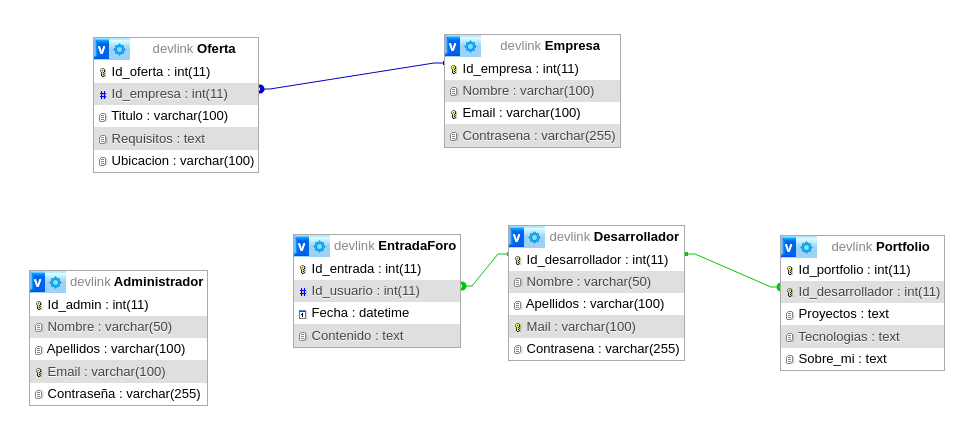 devlink Oferta
Id_oferta : int(11)
Id_empresa : int(11)
Titulo : varchar(100)
Requisitos : text
Ubicacion : varchar(100)
devlink Empresa
Id_empresa : int(11)
Nombre : varchar(100)
Email : varchar(100)
Contrasena : varchar(255)
devlink Administrador
Id_admin : int(11)
Nombre : varchar(50)
Apellidos : varchar(100)
Email : varchar(100)
Contraseña : varchar(255)
devlink EntradaForo
Id_entrada : int(11)
Id_usuario : int(11)
Fecha : datetime
Contenido : text
devlink Desarrollador
Id_desarrollador : int(11)
Nombre : varchar(50)
Apellidos : varchar(100)
Mail : varchar(100)
Contrasena : varchar(255)
devlink Portfolio
Id_portfolio : int(11)
Id_desarrollador : int(11)
Proyectos : text
Tecnologias : text
Sobre_mi : text